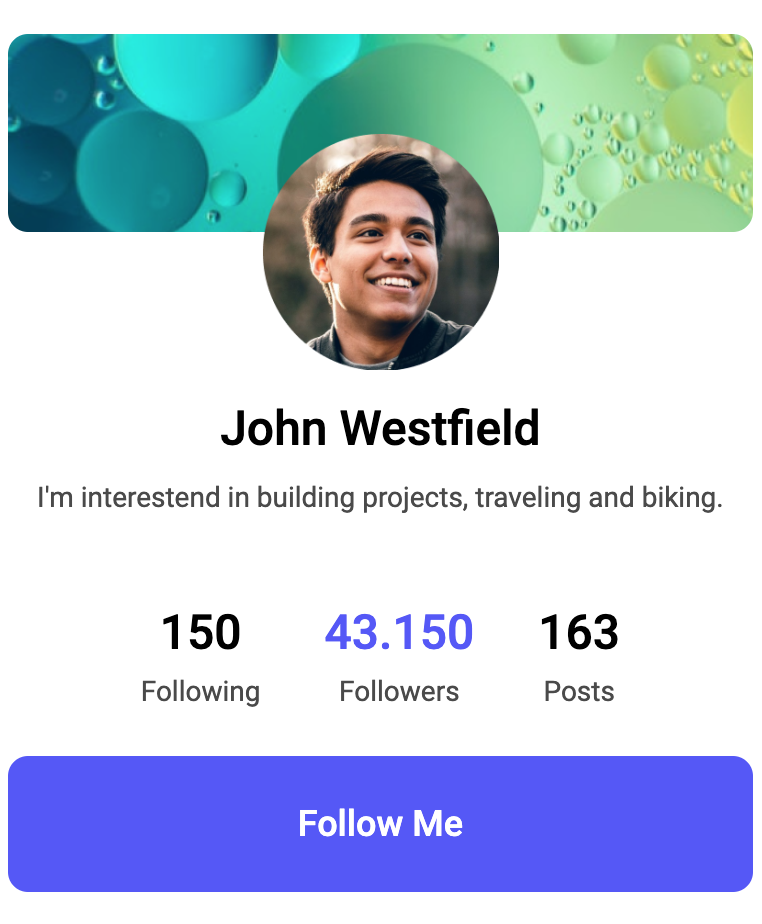 John Westfield
I'm interestend in building projects, traveling and biking.
150 43.150 163
Following Followers Posts
Follow Me